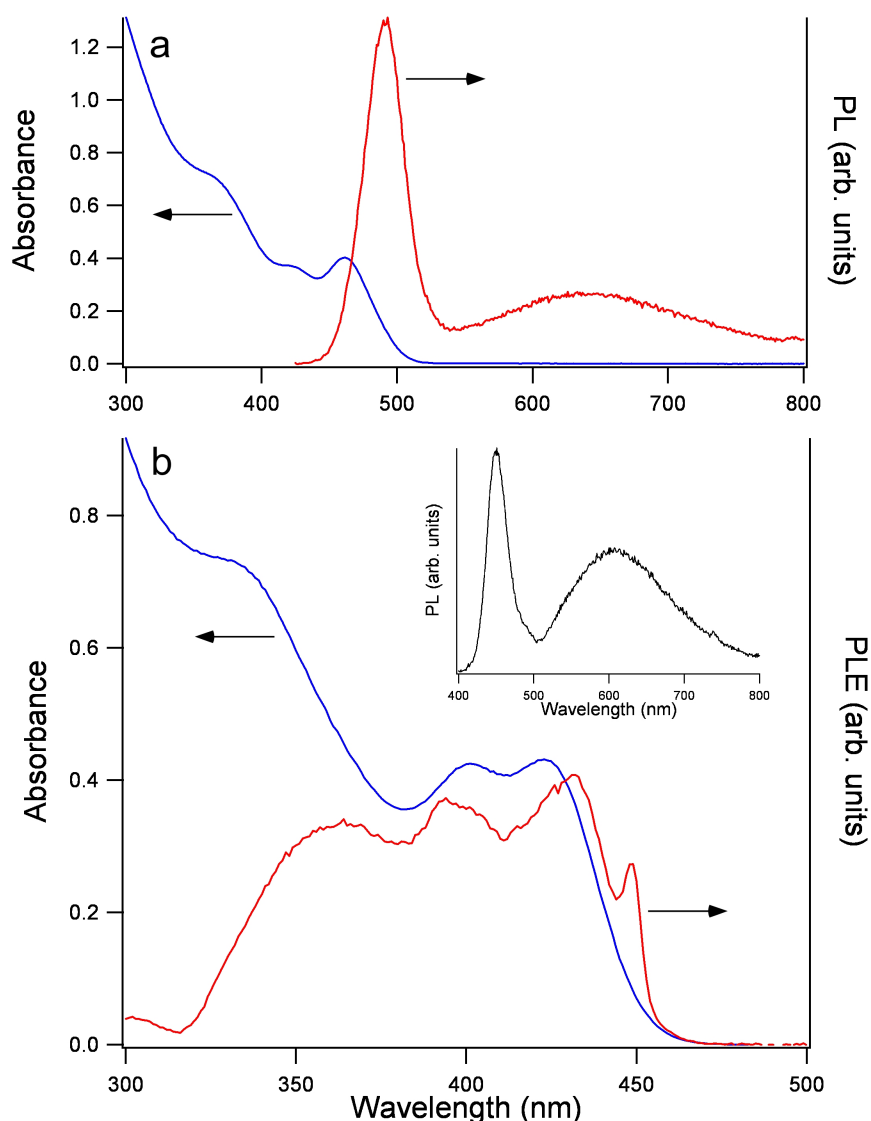 a
Absorbance
1.2
1.0
0.8
0.6
0.4
0.2
0.0
PL (arb. units)
300 400 500 600 700 800
b
Absorbance
0.8
0.6
0.4
0.2
0.0
PL (arb. units)
400 500 600 700 800
Wavelength (nm)
PLE (arb. units)
300 350 400 450 500
Wavelength (nm)